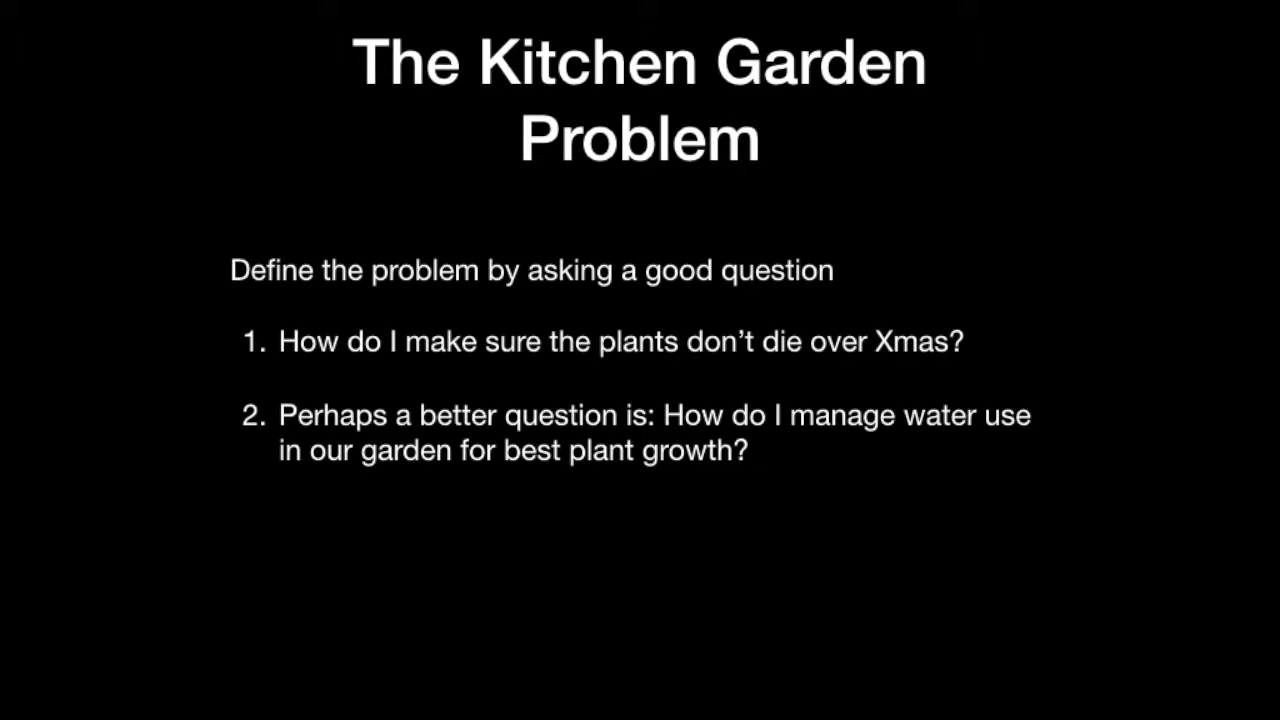 The Kitchen Garden
Problem
Define the problem by asking a good question
1. How do I make sure the plants don’t die over Xmas?
2. Perhaps a better question is: How do I manage water use
in our garden for best plant growth?